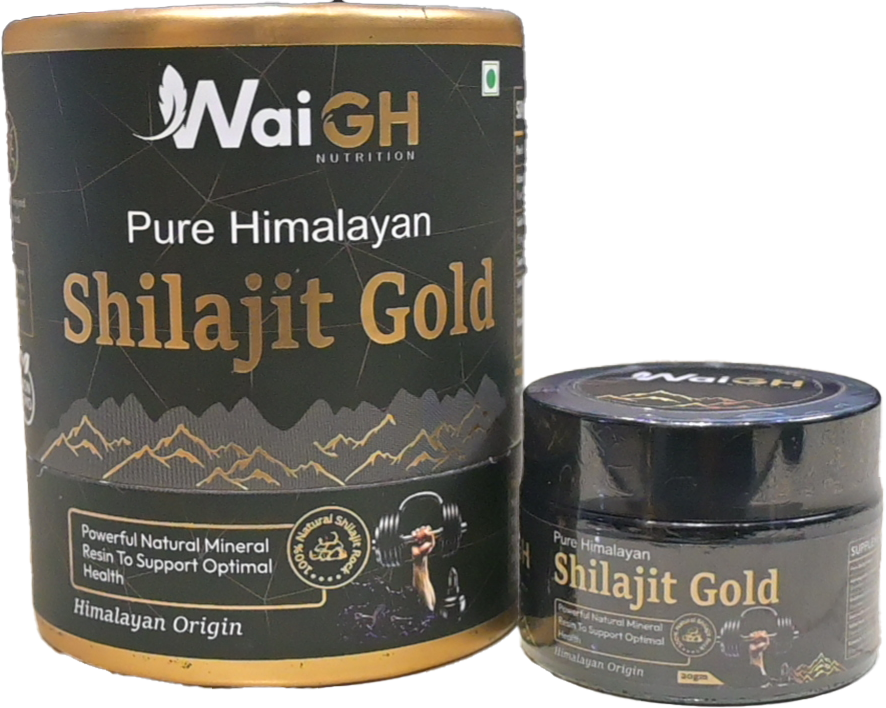 WaiGH
NUTRITION
Pure Himalayan
Shilajit Gold
Powerful Natural Mineral
Resin To Support Optimal
Health
100% Natural Shilajit Rock
Himalayan Origin
WaiGH
Pure Himalayan
Shilajit Gold
Powerful Natural Mineral
Resin To Support Optimal
Health
Himalayan Origin
20gm